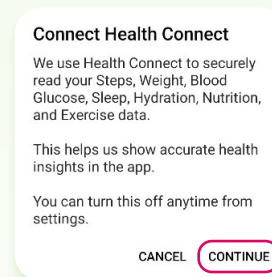 Connect Health Connect
We use Health Connect to securely
read your Steps, Weight, Blood
Glucose, Sleep, Hydration, Nutrition,
and Exercise data.
This helps us show accurate health
insights in the app.
You can turn this off anytime from
settings.
CANCEL CONTINUE